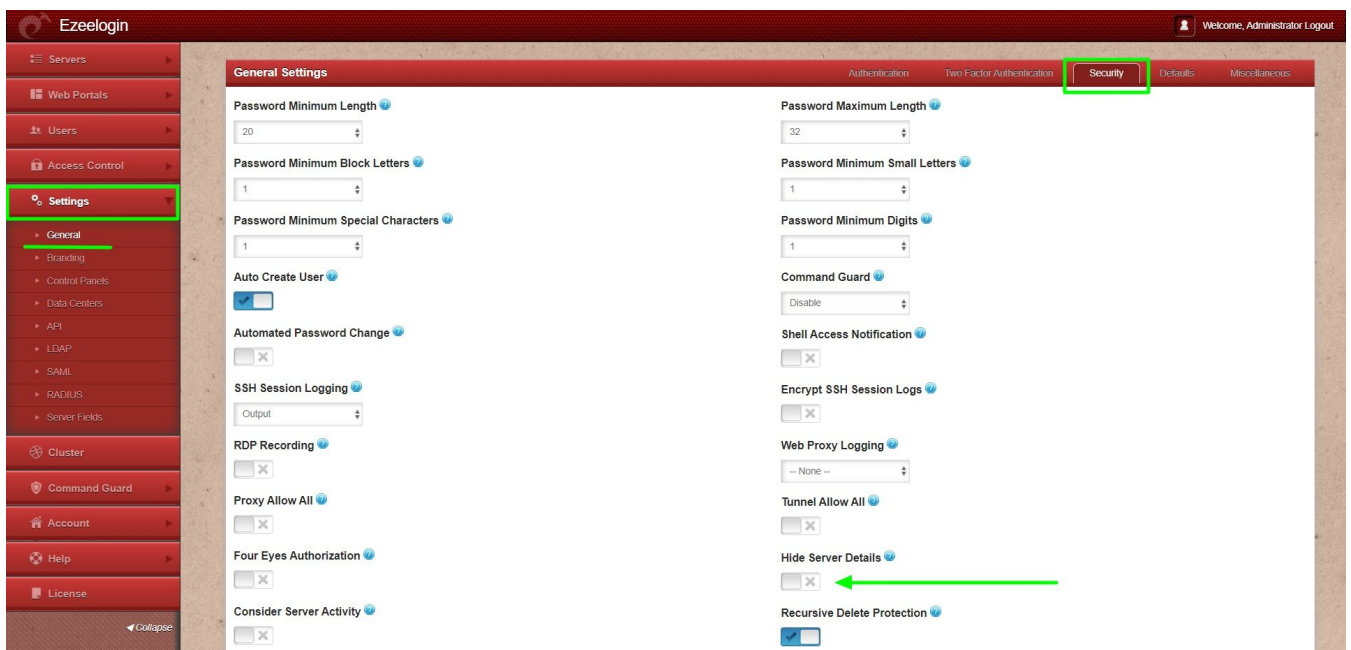 Ezeelogin
Welcome, Administrator Logout
Servers
Web Portals
Users
Access Control
Settings
General
Branding
Control Panels
Data Centers
API
LDAP
SAML
RADIUS
Server Fields
Cluster
Command Guard
Account
Help
License
Collapse
General Settings
Authentication Two Factor Authentication Security Defaults Miscellaneous
Password Minimum Length Password Maximum Length
20 32
Password Minimum Block Letters Password Minimum Small Letters
1 1
Password Minimum Special Characters Password Minimum Digits
1 1
Auto Create User Command Guard
Disable
Automated Password Change Shell Access Notification
SSH Session Logging Encrypt SSH Session Logs
Output
RDP Recording Web Proxy Logging
-- None --
Proxy Allow All Tunnel Allow All
Four Eyes Authorization Hide Server Details
Consider Server Activity Recursive Delete Protection